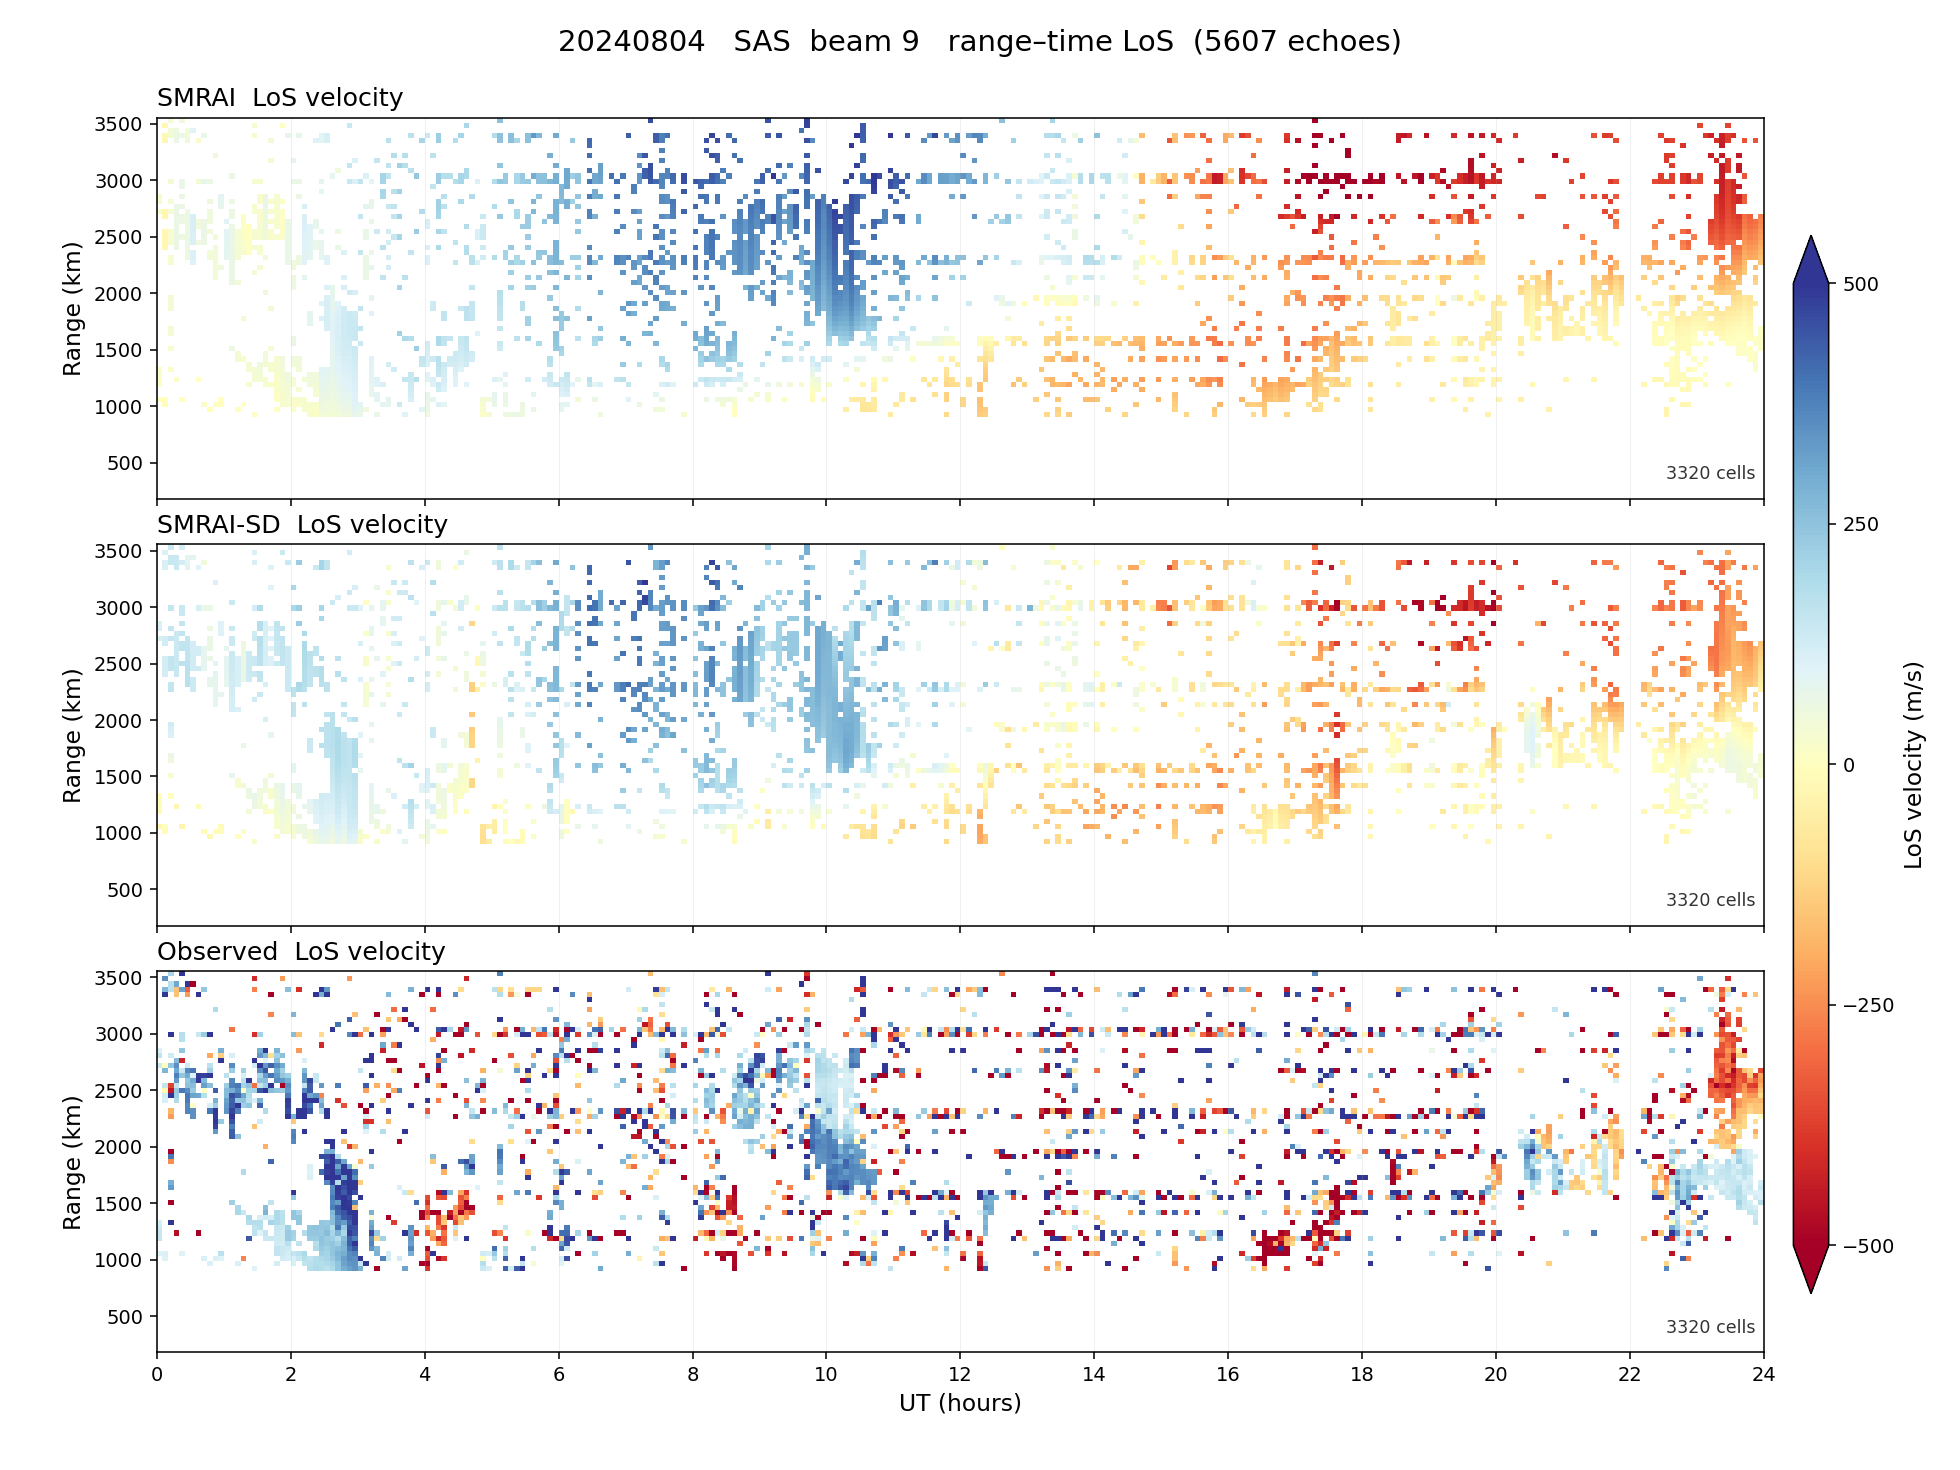 20240804   SAS  beam 9   range–time LoS  (5607 echoes)
SMRAI  LoS velocity
3500
3000
2500
2000
1500
1000
500
Range (km)
3320 cells
SMRAI-SD  LoS velocity
3500
3000
2500
2000
1500
1000
500
Range (km)
3320 cells
Observed  LoS velocity
3500
3000
2500
2000
1500
1000
500
Range (km)
3320 cells
0 2 4 6 8 10 12 14 16 18 20 22 24
UT (hours)
500
250
0
−250
−500
LoS velocity (m/s)